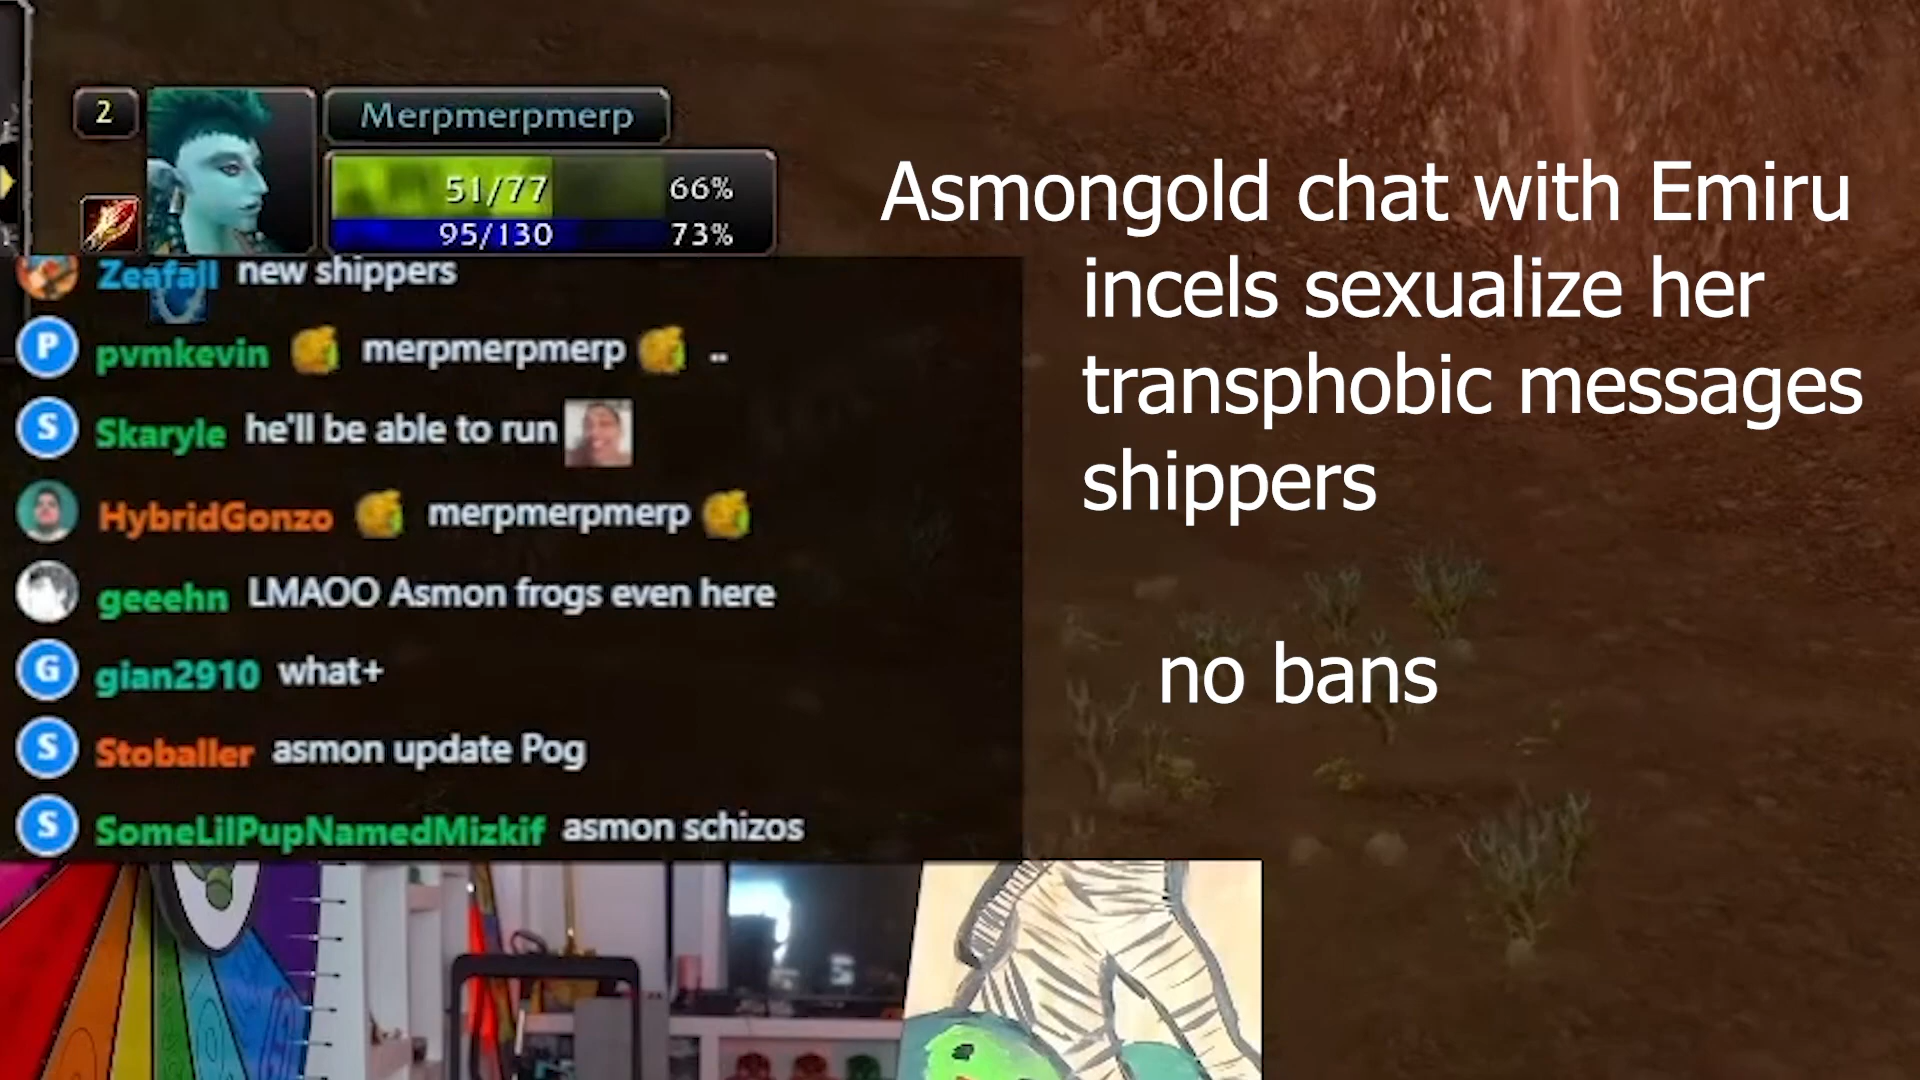 2
Merpmerpmerp
51/77 66%
95/130 73%
Zeafall new shippers
P pvmkevin merpmerpmerp ..
S Skaryle he'll be able to run
HybridGonzo merpmerpmerp
geeehn LMAOO Asmon frogs even here
G gian2910 what+
S Stoballer asmon update Pog
S SomeLilPupNamedMizkif asmon schizos
Asmongold chat with Emiru
incels sexualize her
transphobic messages
shippers
no bans